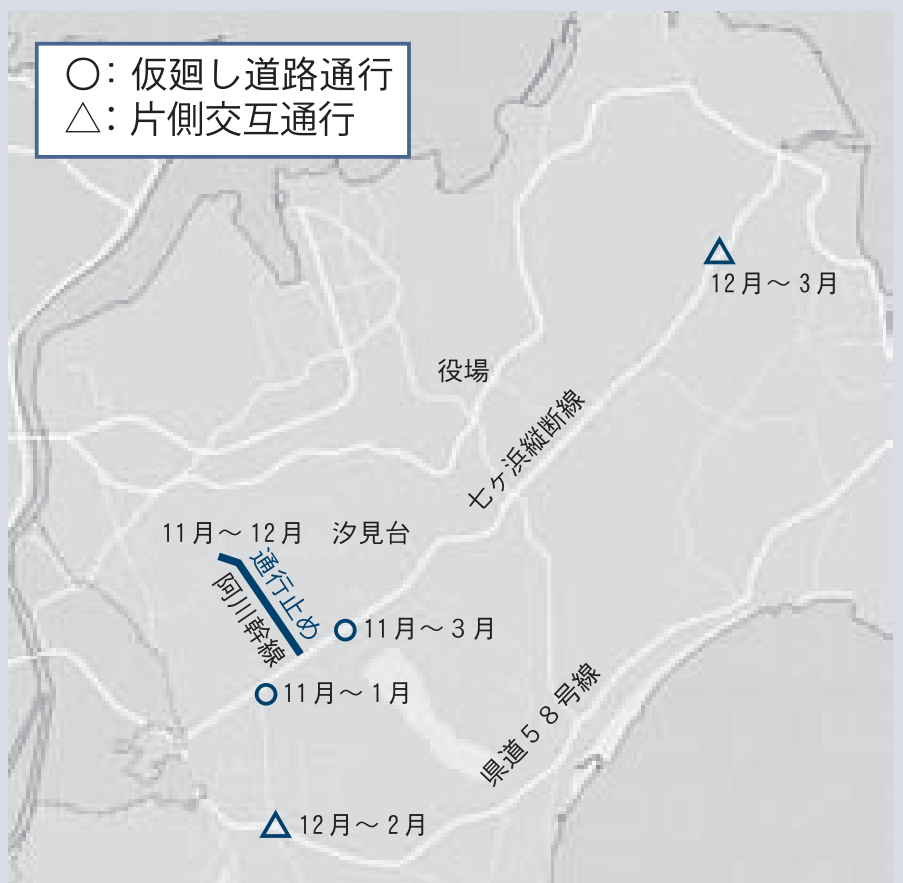 ○：仮廻し道路通行
△：片側交互通行
12月～3月
役場
七ヶ浜縦断線
11月～12月
汐見台
通行止め
阿川幹線
11月～3月
11月～1月
県道５８号線
12月～2月